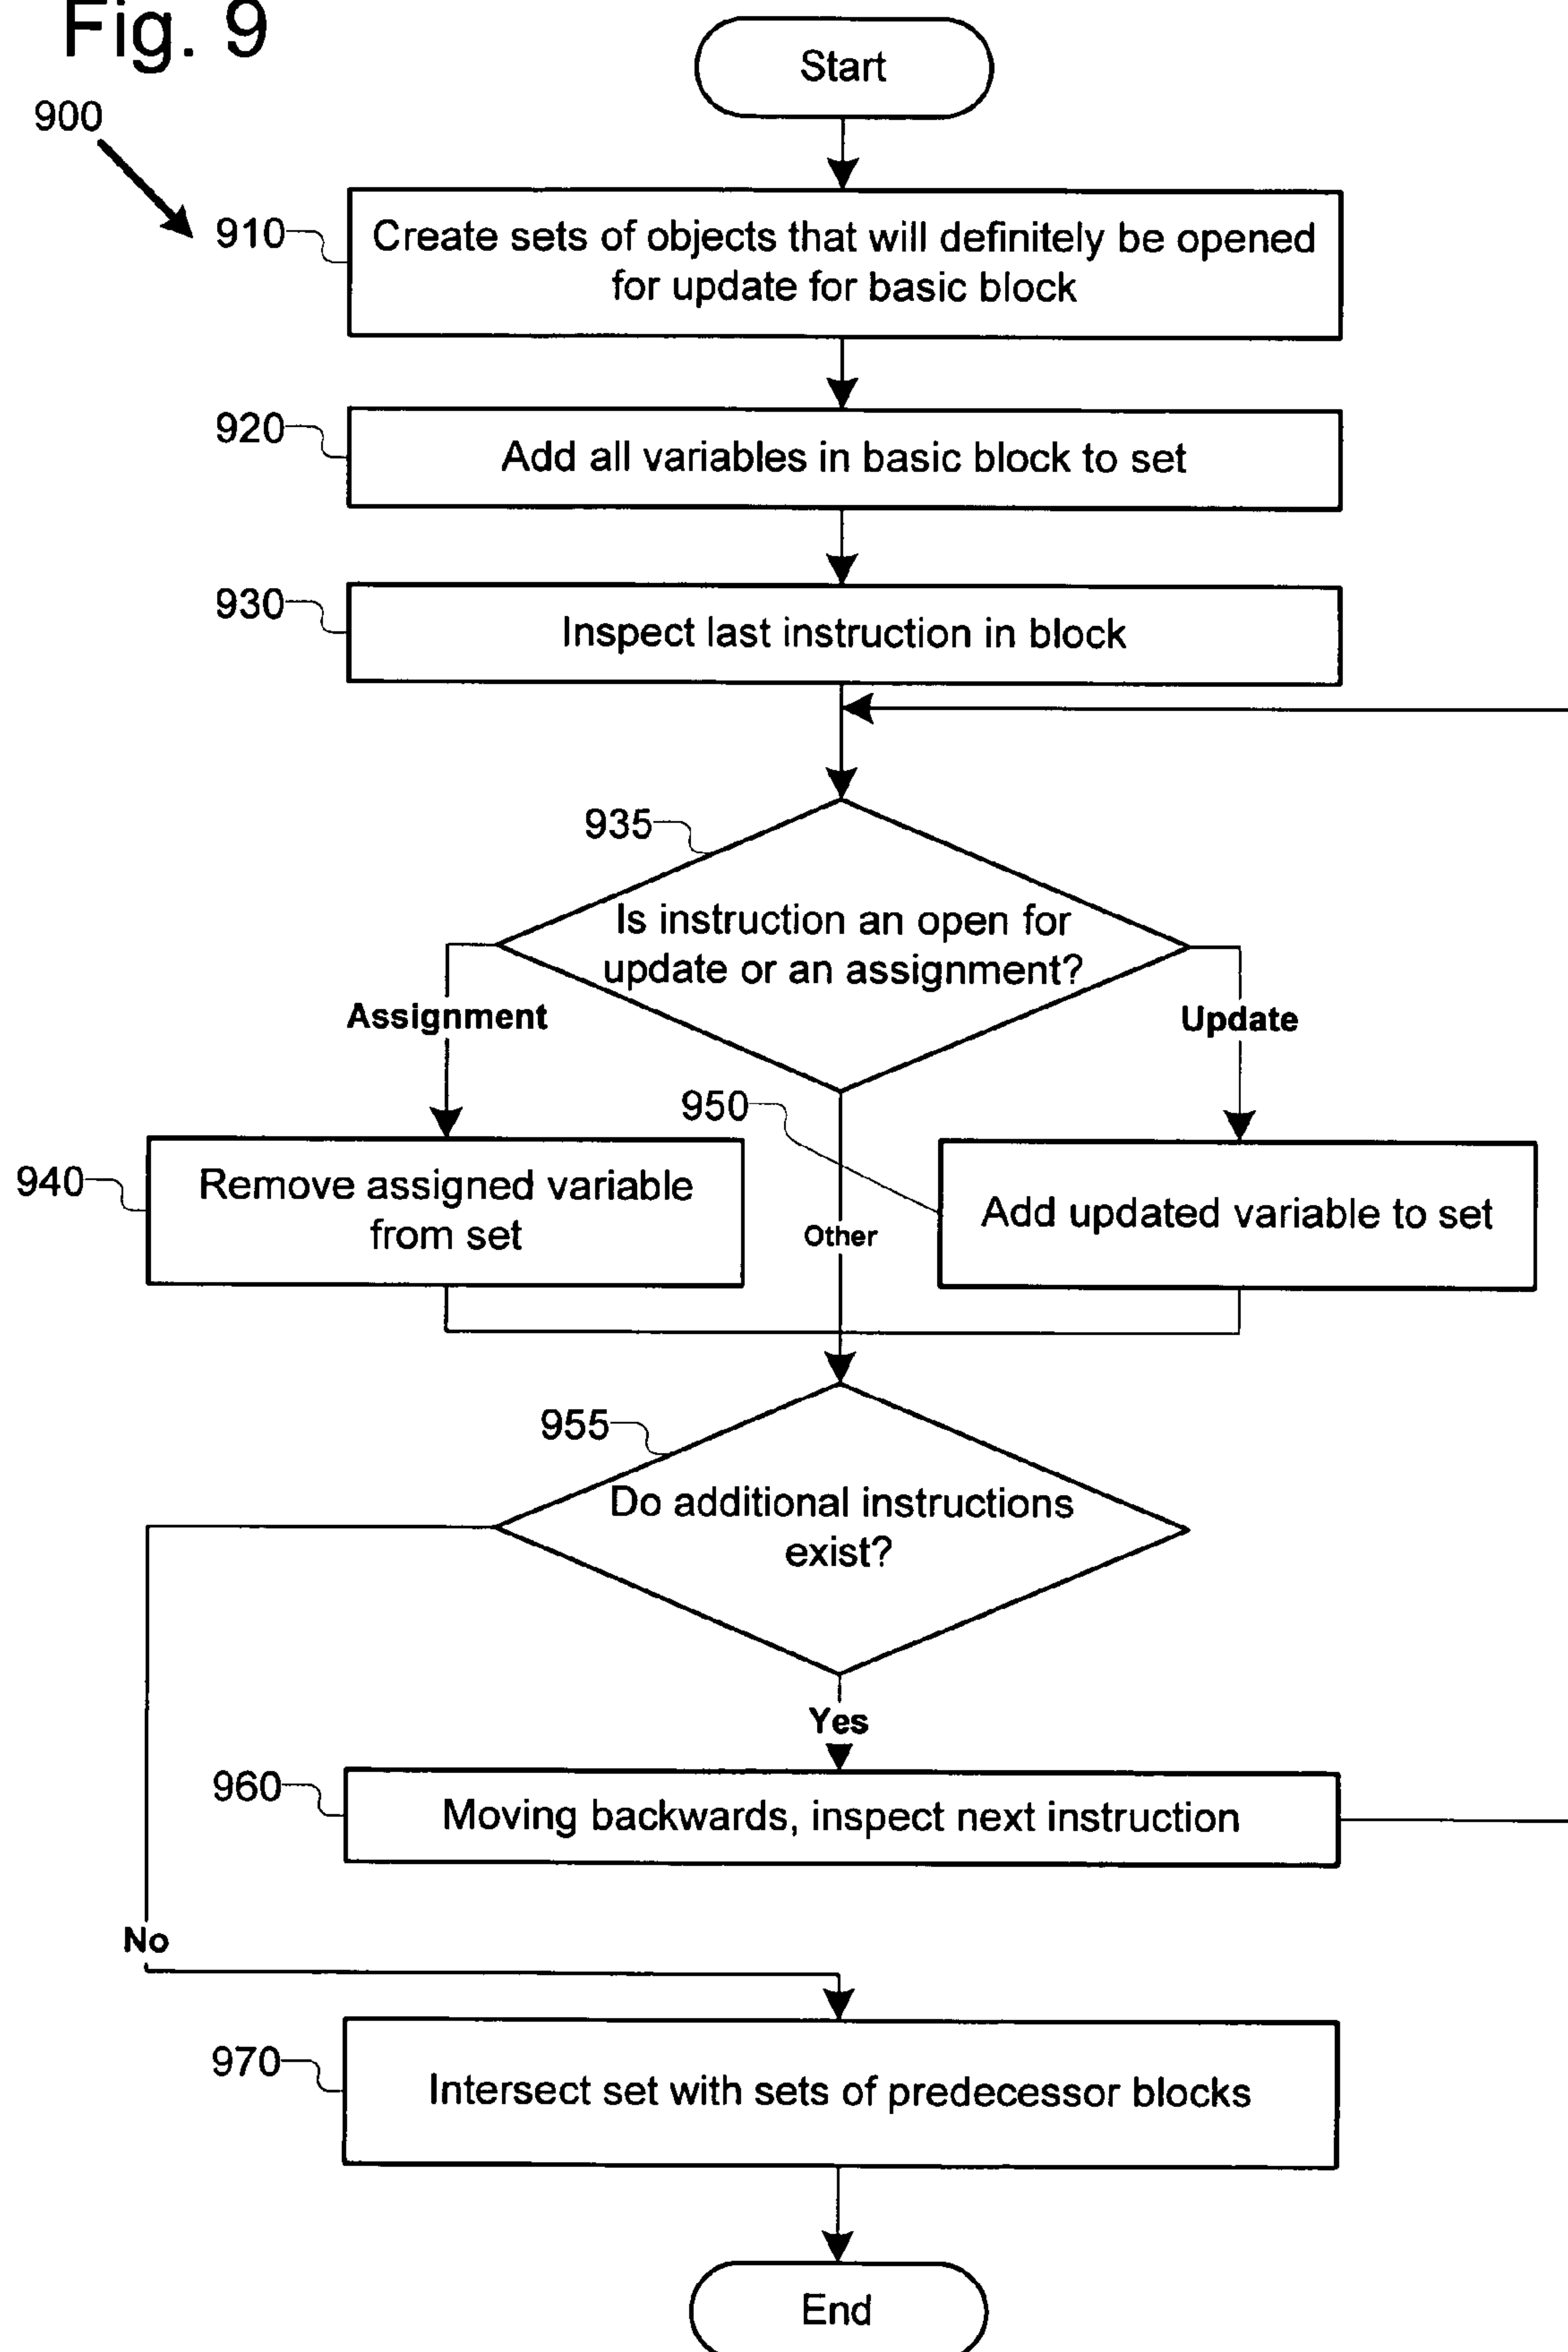 Fig. 9
900
Start
910
Create sets of objects that will definitely be opened
for update for basic block
920
Add all variables in basic block to set
930
Inspect last instruction in block
935
Is instruction an open for
update or an assignment?
Assignment
Update
950
940
Remove assigned variable
from set
Other
Add updated variable to set
955
Do additional instructions
exist?
Yes
960
Moving backwards, inspect next instruction
No
970
Intersect set with sets of predecessor blocks
End